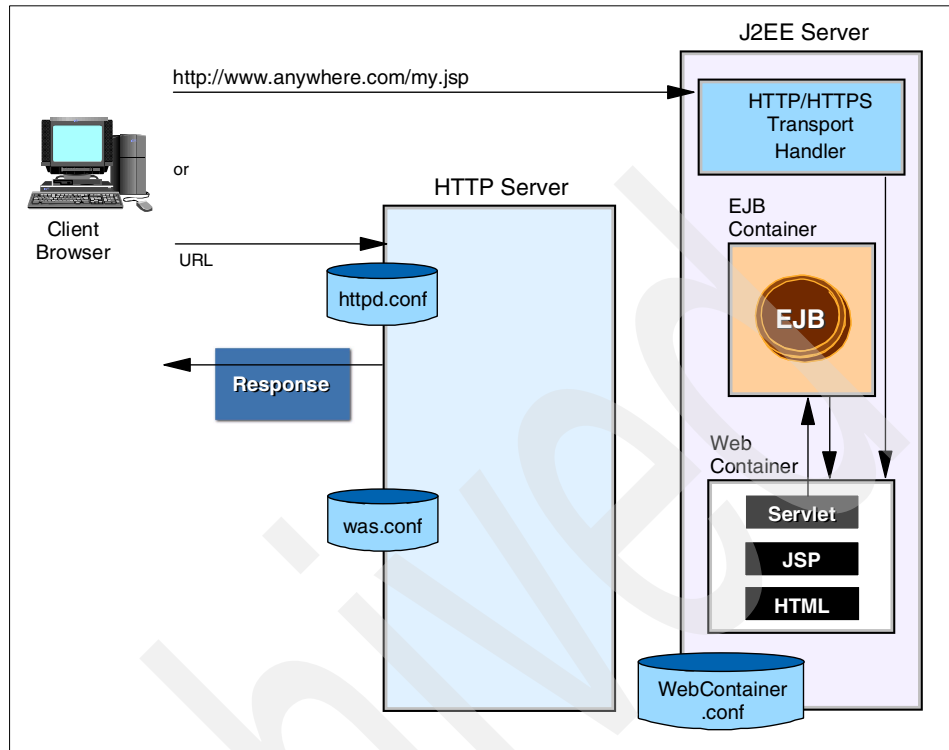 J2EE Server
http://www.anywhere.com/my.jsp
HTTP/HTTPS
Transport
Handler
or
HTTP Server
Client
Browser
URL
EJB
Container
httpd.conf
EJB
Response
Web
Container
was.conf
Servlet
JSP
HTML
WebContainer
.conf